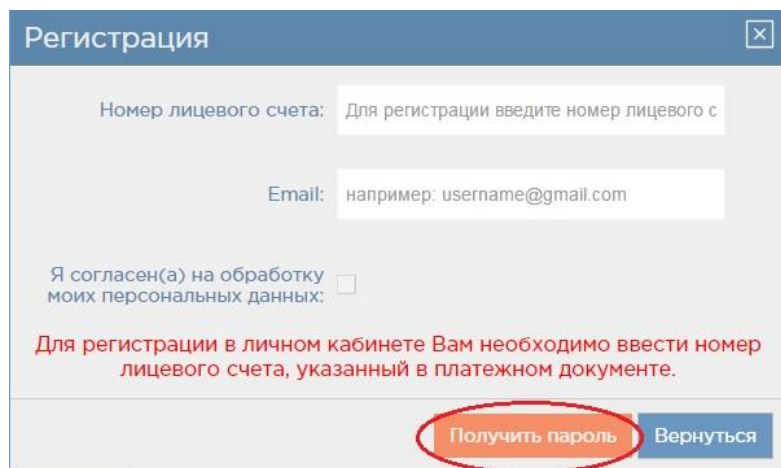 Регистрация
Номер лицевого счета: Для регистрации введите номер лицевого с
Email: например: username@gmail.com
Я согласен(а) на обработку
моих персональных данных:
Для регистрации в личном кабинете Вам необходимо ввести номер
лицевого счета, указанный в платежном документе.
Получить пароль Вернуться